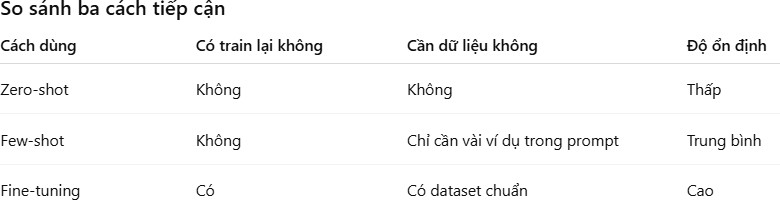 So sánh ba cách tiếp cận
Cách dùng Có train lại không Cần dữ liệu không Độ ổn định
Zero-shot Không Không Thấp
Few-shot Không Chỉ cần vài ví dụ trong prompt Trung bình
Fine-tuning Có Có dataset chuẩn Cao